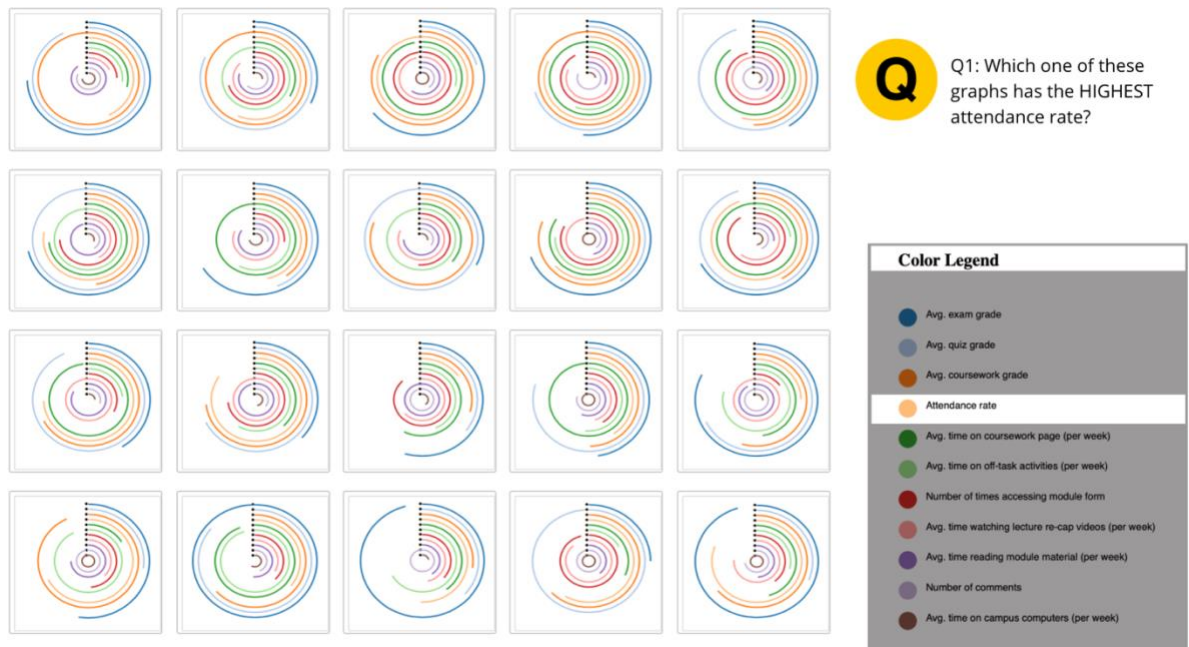 Q
Q1: Which one of these
graphs has the HIGHEST
attendance rate?
Color Legend
Avg. exam grade
Avg. quiz grade
Avg. coursework grade
Attendance rate
Avg. time on coursework page (per week)
Avg. time on off-task activities (per week)
Number of times accessing module form
Avg. time watching lecture re-cap videos (per week)
Avg. time reading module material (per week)
Number of comments
Avg. time on campus computers (per week)